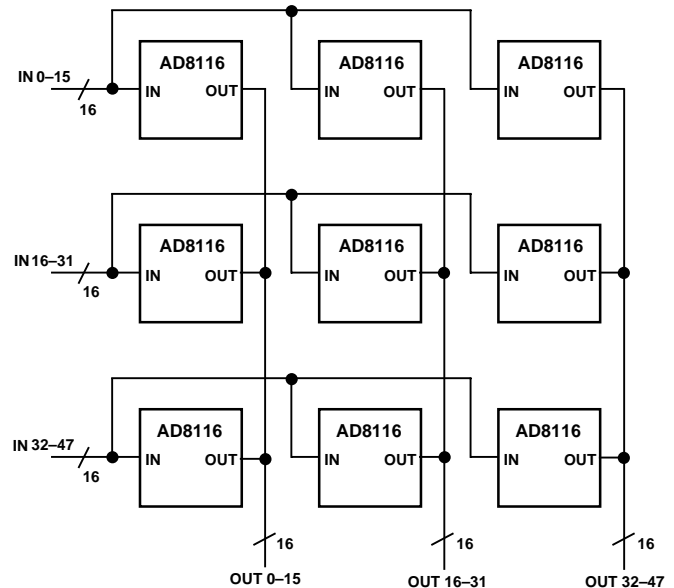 AD8116 AD8116 AD8116
IN 0–15 IN OUT IN OUT IN OUT
16
AD8116 AD8116 AD8116
IN 16–31 IN OUT IN OUT IN OUT
16
AD8116 AD8116 AD8116
IN 32–47 IN OUT IN OUT IN OUT
16
16 16 16
OUT 0–15 OUT 16–31 OUT 32–47